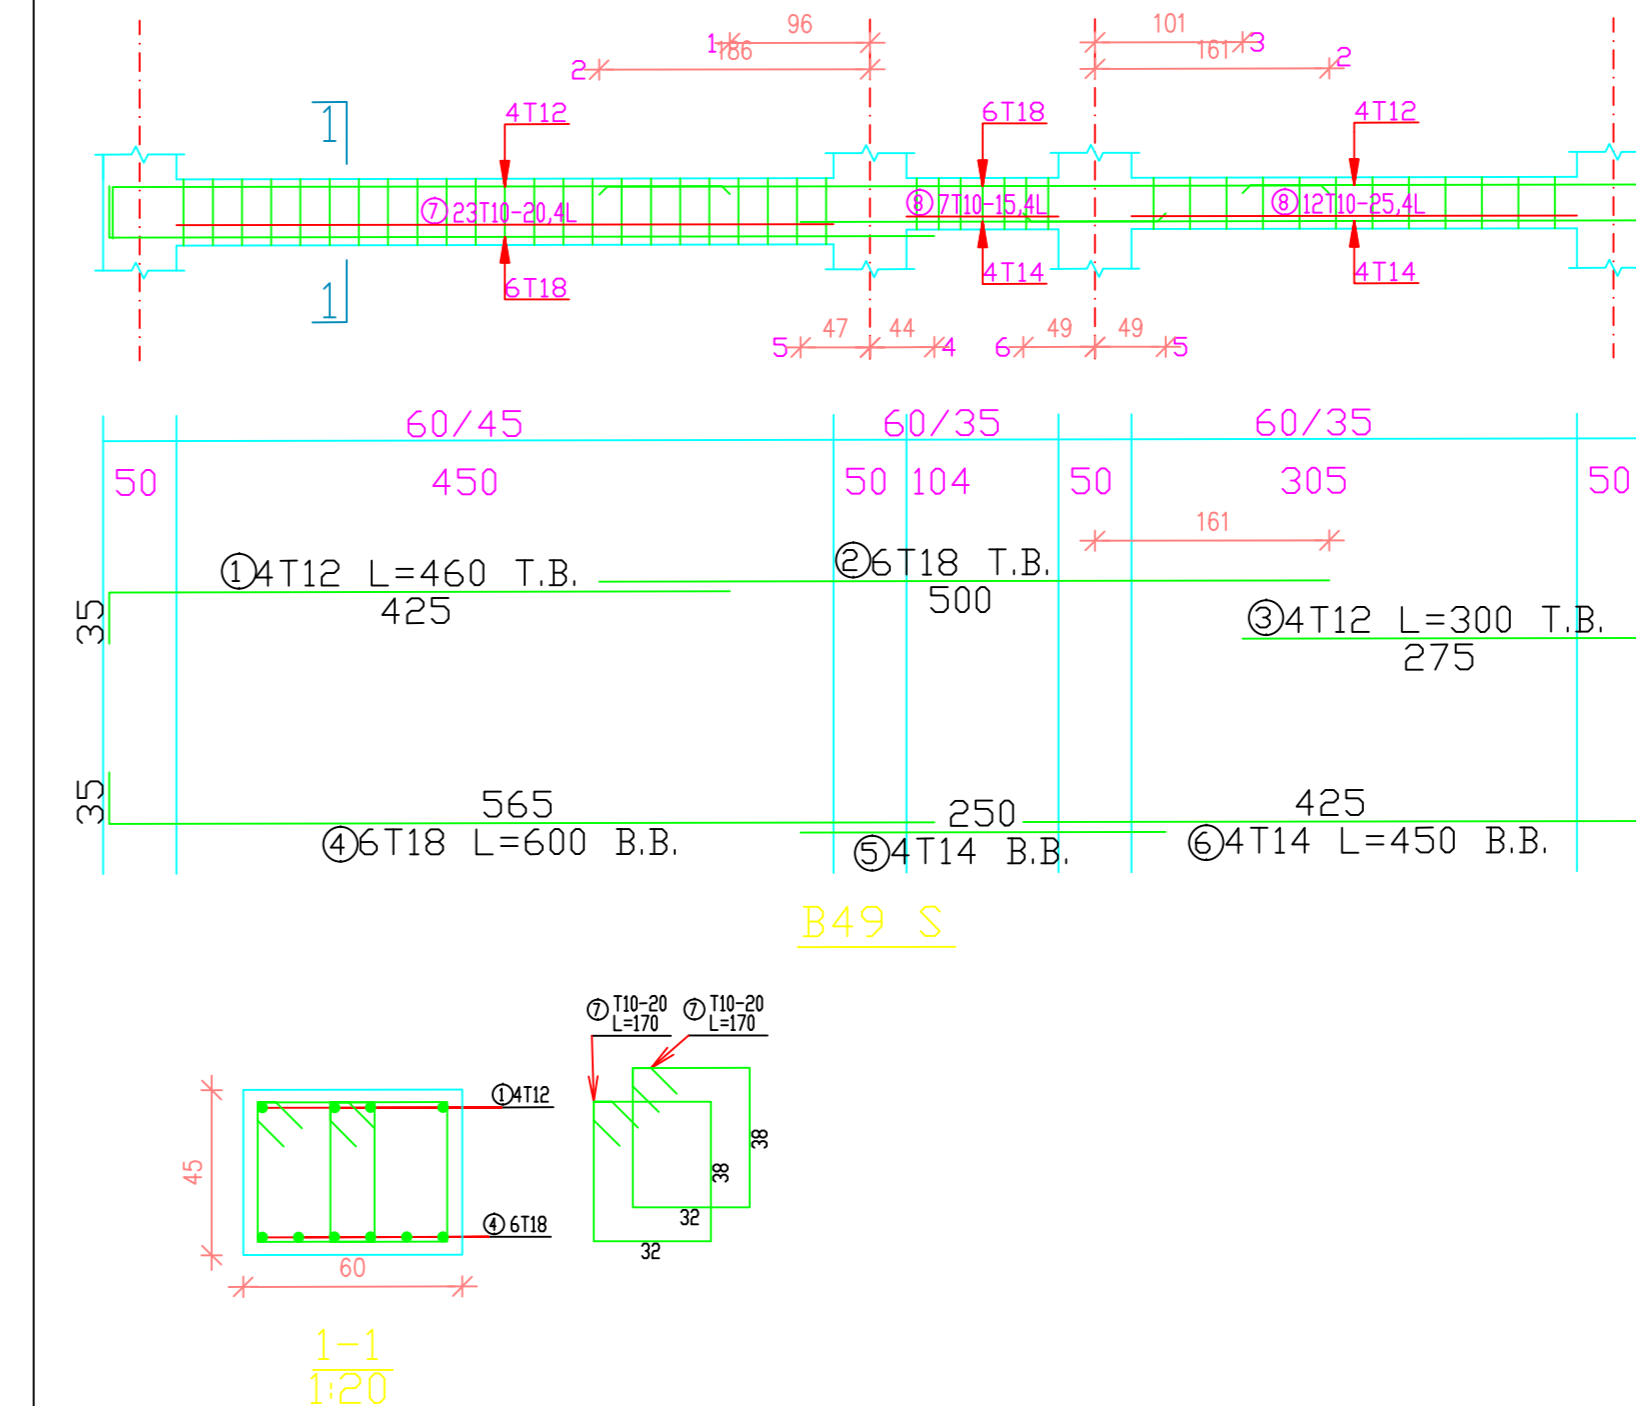 96 101
1 3
186 161
2 2
1 4T12 6T18 4T12
⑦ 23T10-20,4L ⑧ 7T10-15,4L ⑧ 12T10-25,4L
1 6T18 4T14 4T14
47 44 49 49
5 4 6 5
60/45 60/35 60/35
50 450 50 104 50 305 50
161
①4T12 L=460 T.B. ②6T18 T.B.
35 425 500
③4T12 L=300 T.B.
275
35 565 250 425
④6T18 L=600 B.B. ⑤4T14 B.B. ⑥4T14 L=450 B.B.
B49 S
⑦ T10-20 ⑦ T10-20
L=170 L=170
①4T12
45 38 38
④ 6T18 32
60 32
1-1
1:20